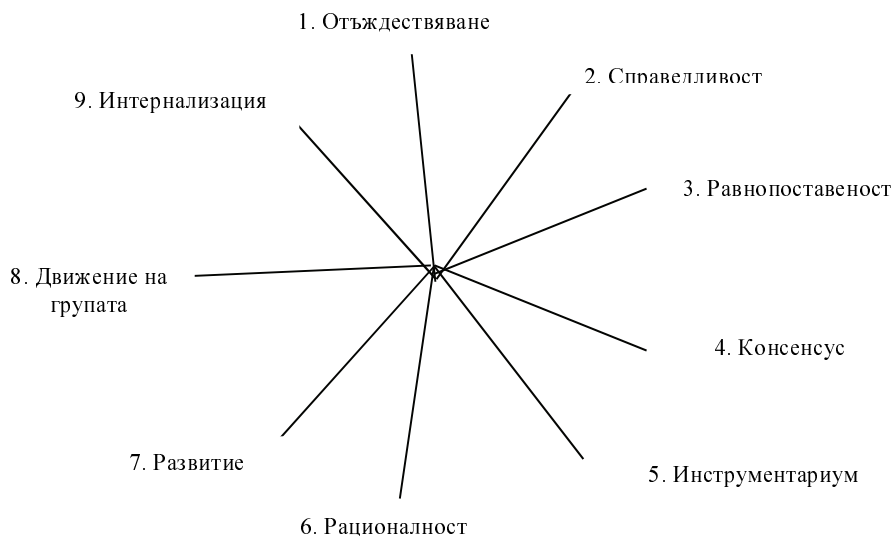 1. Отъждествяване
2. Справедливост
3. Равнопоставеност
4. Консенсус
5. Инструментариум
6. Рационалност
7. Развитие
8. Движение на
групата
9. Интернализация